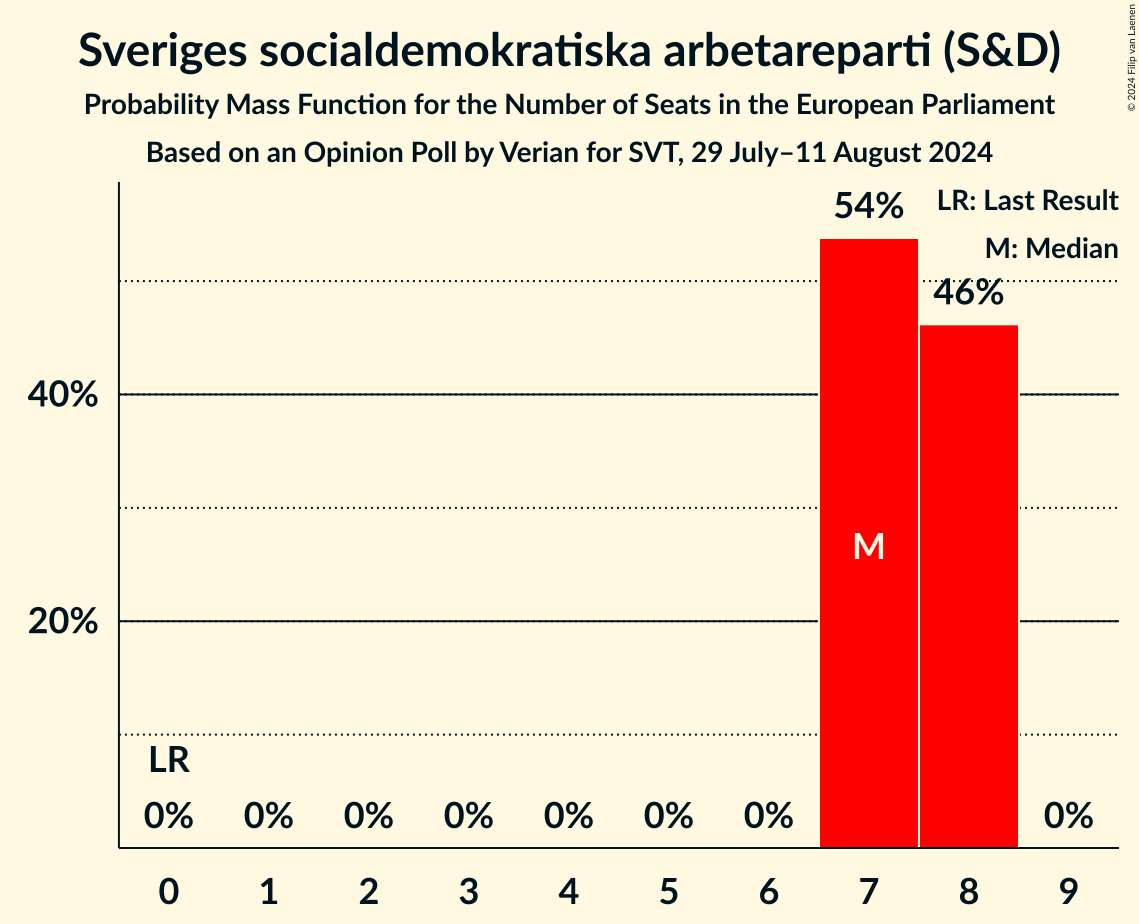 Sveriges socialdemokratiska arbetareparti (S&D)
Probability Mass Function for the Number of Seats in the European Parliament
Based on an Opinion Poll by Verian for SVT, 29 July–11 August 2024
© 2024 Filip van Laenen
LR: Last Result
M: Median
54%
46%
40%
20%
M
LR
0% 0% 0% 0% 0% 0% 0% 0%
0 1 2 3 4 5 6 7 8 9